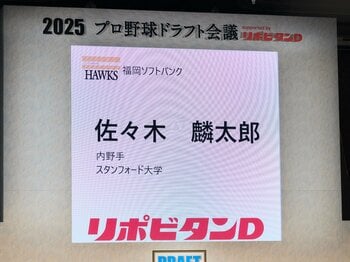 2025 プロ野球ドラフト会議 supported by リポビタンD
HAWKS 福岡ソフトバンク
佐々木 麟太郎
内野手
スタンフォード大学
リポビタンD
DRAFT